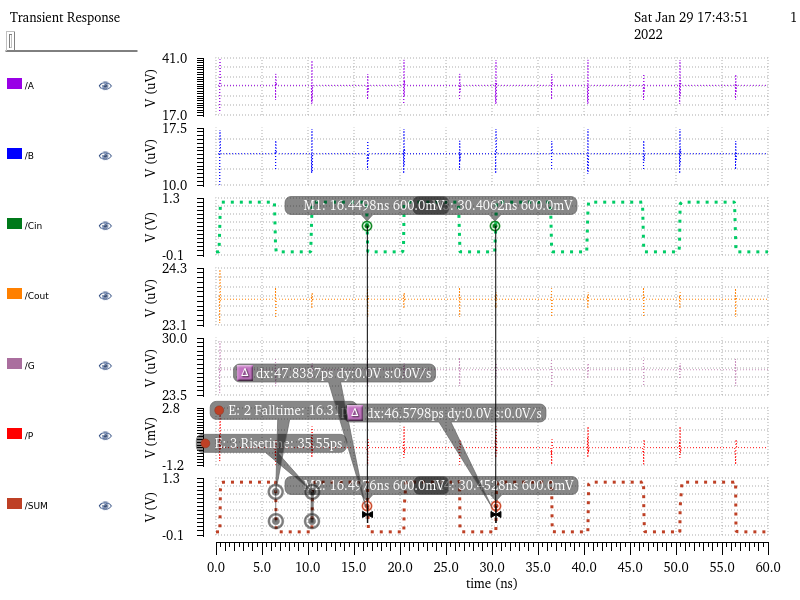 Transient Response
Sat Jan 29 17:43:51 2022
1
/A
V (uV)
41.0
17.0
/B
V (uV)
17.5
10.0
/Cin
V (V)
1.3
-0.1
M1: 16.4498ns 600.0mV
: 30.4062ns 600.0mV
/Cout
V (uV)
24.3
23.1
/G
V (uV)
30.0
23.5
dx:47.8387ps dy:0.0V s:0.0V/s
/P
V (mV)
2.8
-1.2
E: 2 Falltime: 16.3
dx:46.5798ps dy:0.0V s:0.0V/s
E: 3 Risetime: 35.55ps
/SUM
V (V)
1.3
-0.1
M2: 16.4976ns 600.0mV
: 30.4528ns 600.0mV
0.0 5.0 10.0 15.0 20.0 25.0 30.0 35.0 40.0 45.0 50.0 55.0 60.0
time (ns)